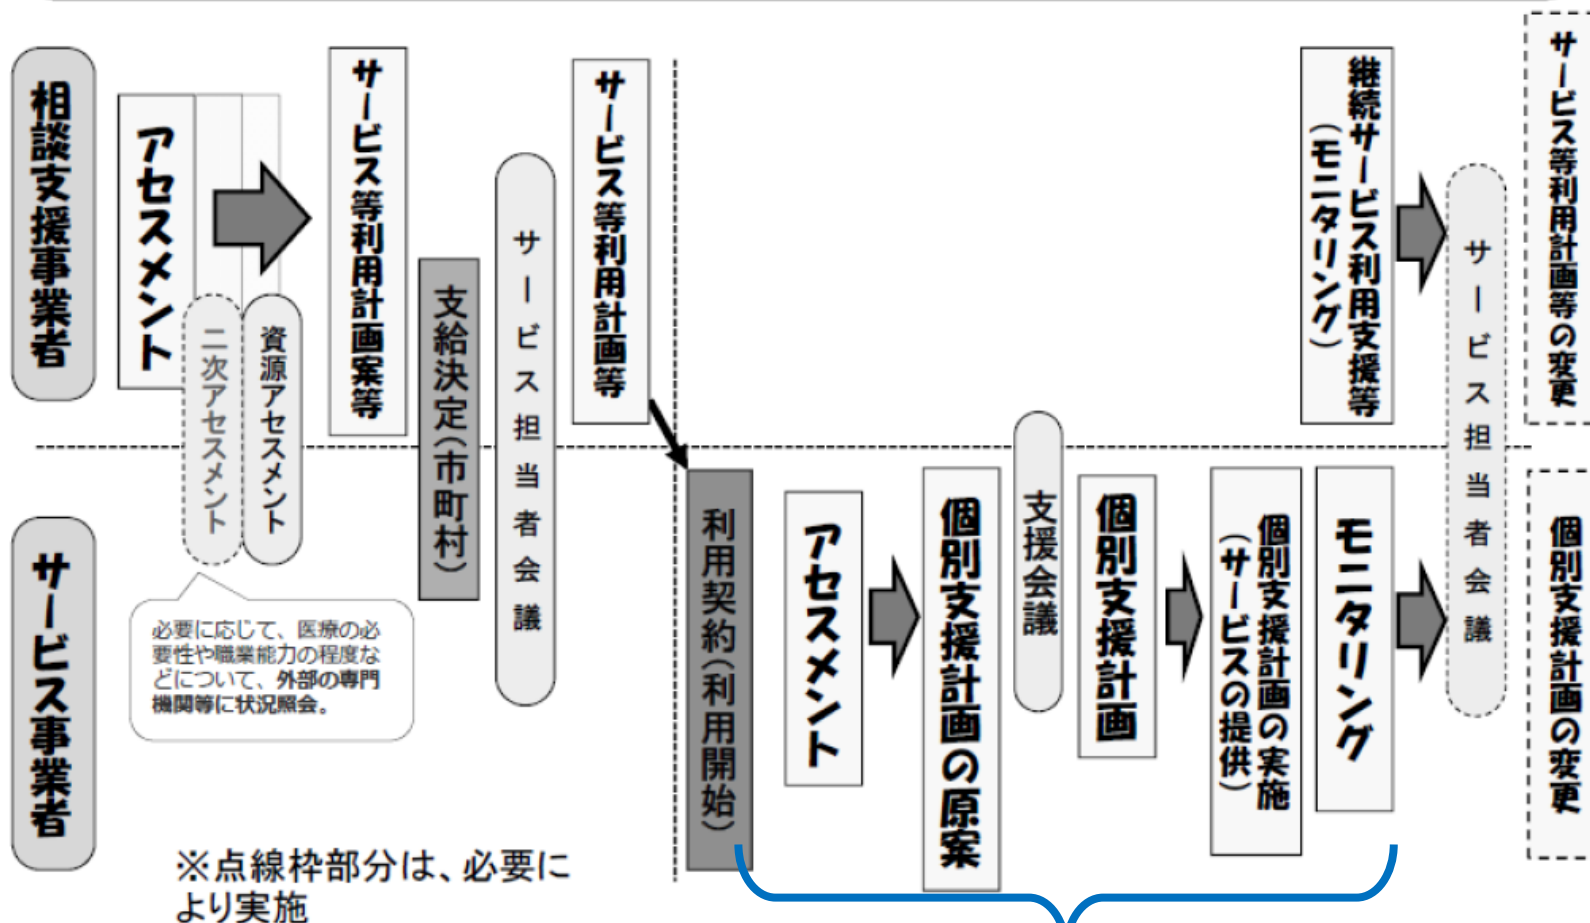 相談支援事業者
アセスメント
二次アセスメント
資源アセスメント
サービス等利用計画案等
支給決定(市町村)
サービス担当者会議
サービス等利用計画等
継続サービス利用支援等
(モニタリング)
サービス担当者会議
サービス等利用計画等の変更
サービス事業者
必要に応じて、医療の必
要性や職業能力の程度な
どについて、外部の専門
機関等に状況照会。
利用契約(利用開始)
アセスメント
個別支援計画の原案
支援会議
個別支援計画
個別支援計画の実施
(サービスの提供)
モニタリング
個別支援計画の変更
※点線枠部分は、必要に
より実施